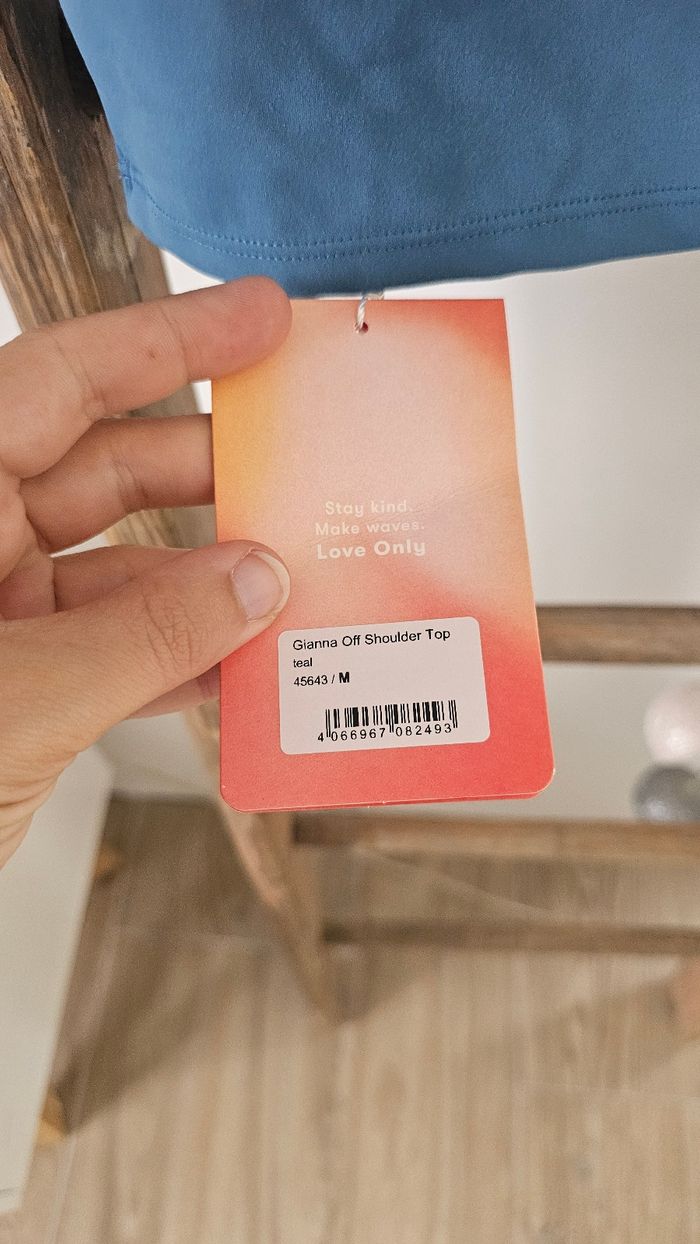 Stay kind.
Make waves.
Love Only
Gianna Off Shoulder Top
teal
45643 / M
4 066967 082493